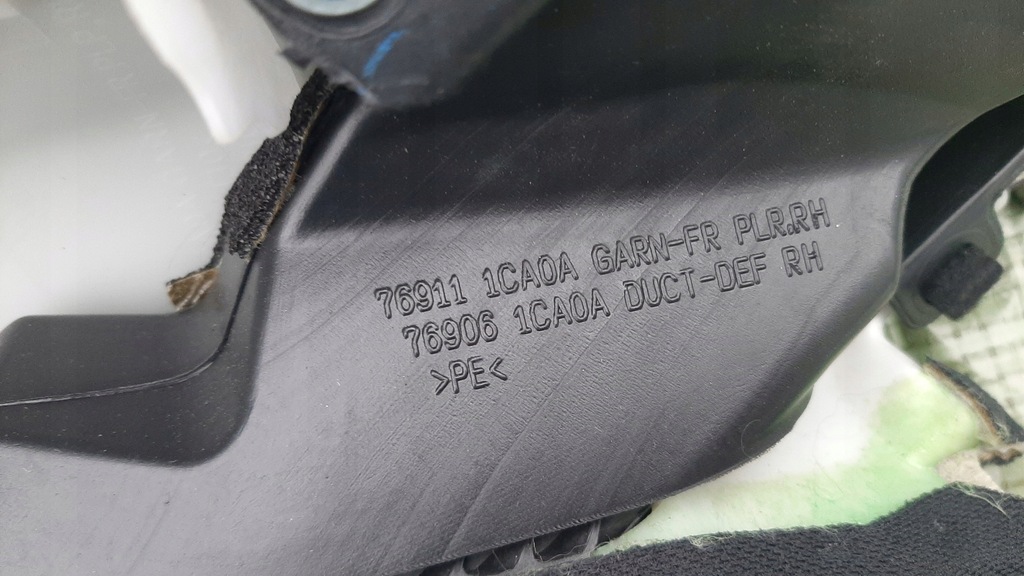 76911 1CA0A GARN-FR PLR.RH
76906 1CA0A DUCT-DEF RH
>PE<